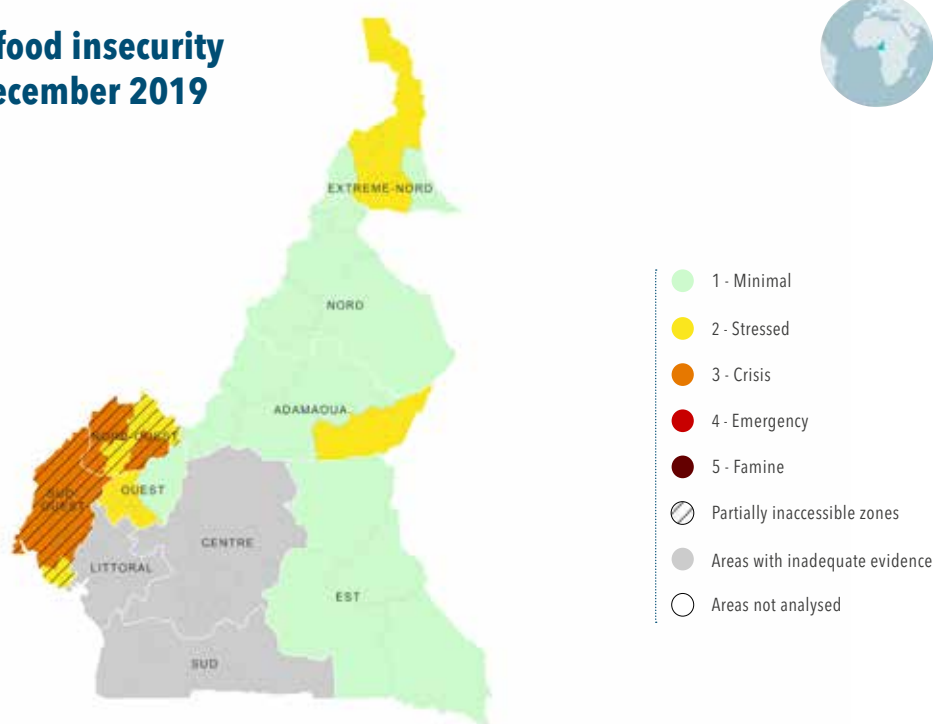 food insecurity
ecember 2019
EXTREME-NORD
NORD
ADAMAOUA
NORD-OUEST
OUEST
SUD-
OUEST
CENTRE
LITTORAL
EST
SUD
1 - Minimal
2 - Stressed
3 - Crisis
4 - Emergency
5 - Famine
Partially inaccessible zones
Areas with inadequate evidence
Areas not analysed